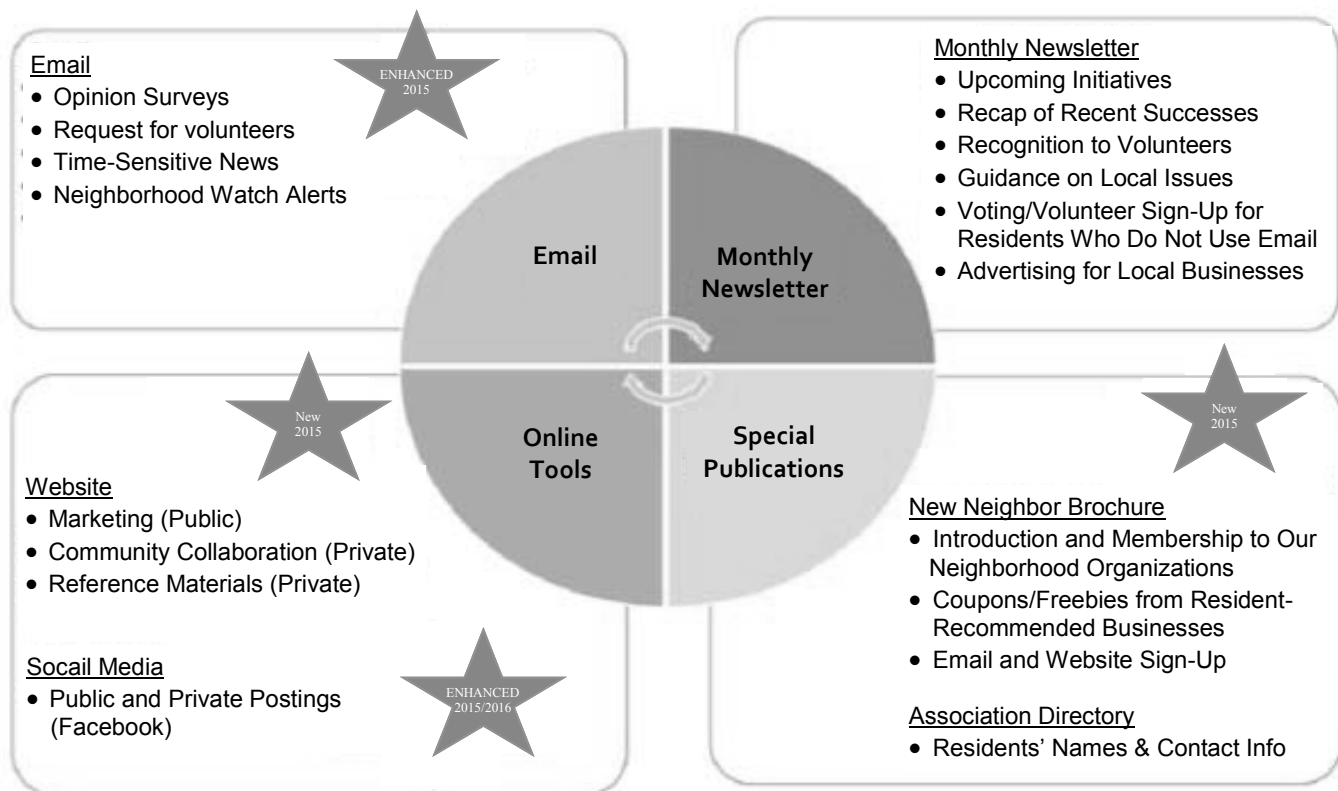 Email
• Opinion Surveys
• Request for volunteers
• Time-Sensitive News
• Neighborhood Watch Alerts
ENHANCED
2015
Monthly Newsletter
• Upcoming Initiatives
• Recap of Recent Successes
• Recognition to Volunteers
• Guidance on Local Issues
• Voting/Volunteer Sign-Up for
Residents Who Do Not Use Email
• Advertising for Local Businesses
Email
Monthly
Newsletter
Online
Tools
Special
Publications
New
2015
Website
• Marketing (Public)
• Community Collaboration (Private)
• Reference Materials (Private)
Socail Media
• Public and Private Postings
(Facebook)
ENHANCED
2015/2016
New
2015
New Neighbor Brochure
• Introduction and Membership to Our
Neighborhood Organizations
• Coupons/Freebies from Resident-
Recommended Businesses
• Email and Website Sign-Up
Association Directory
• Residents’ Names & Contact Info